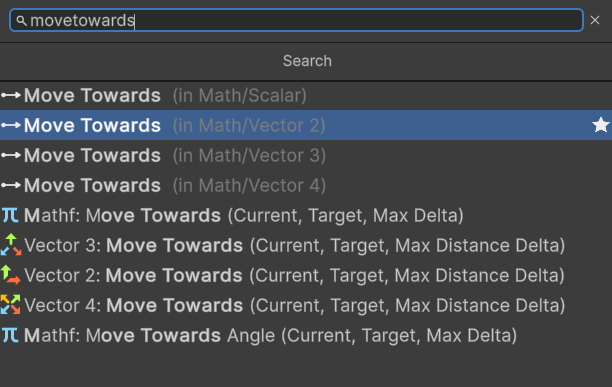 movetowards
Search
Move Towards (in Math/Scalar)
Move Towards (in Math/Vector 2)
Move Towards (in Math/Vector 3)
Move Towards (in Math/Vector 4)
Mathf: Move Towards (Current, Target, Max Delta)
Vector 3: Move Towards (Current, Target, Max Distance Delta)
Vector 2: Move Towards (Current, Target, Max Distance Delta)
Vector 4: Move Towards (Current, Target, Max Distance Delta)
Mathf: Move Towards Angle (Current, Target, Max Delta)